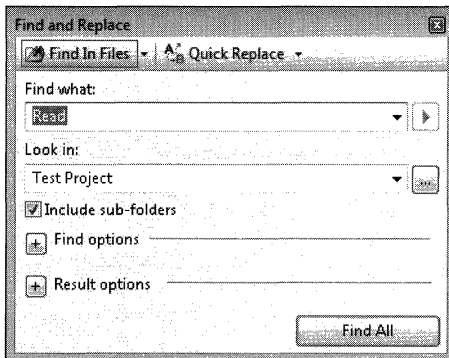 Find and Replace
Find In Files Quick Replace
Find what:
Read
Look in:
Test Project
Include sub-folders
Find options
Result options
Find All